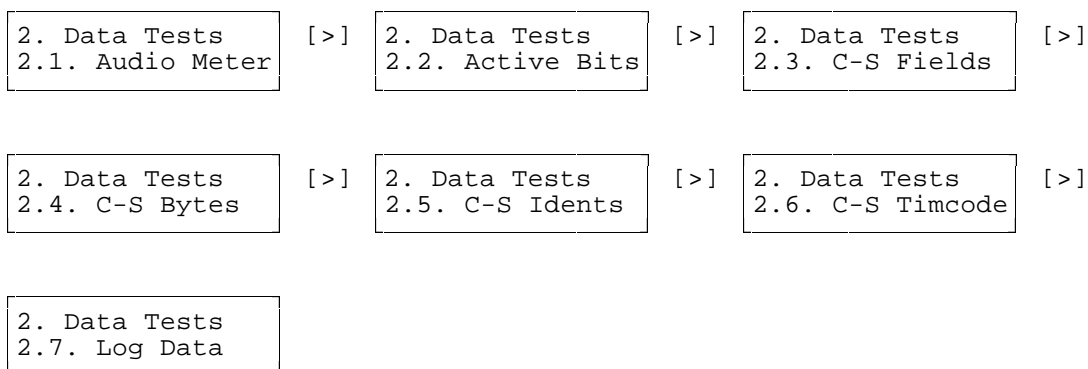 2. Data Tests [>] 2. Data Tests [>] 2. Data Tests [>]
2.1. Audio Meter 2.2. Active Bits 2.3. C-S Fields
2. Data Tests [>] 2. Data Tests [>] 2. Data Tests [>]
2.4. C-S Bytes 2.5. C-S Idents 2.6. C-S Timcode
2. Data Tests
2.7. Log Data